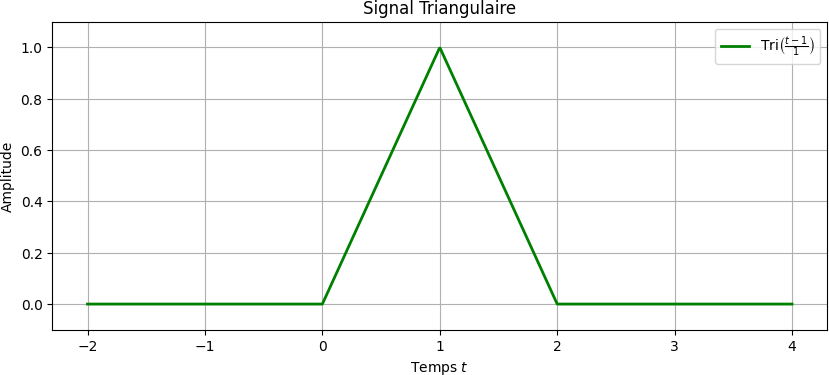 Signal Triangulaire
Tri(\frac{t-1}{1})
Amplitude
1.0
0.8
0.6
0.4
0.2
0.0
−2 −1 0 1 2 3 4
Temps t